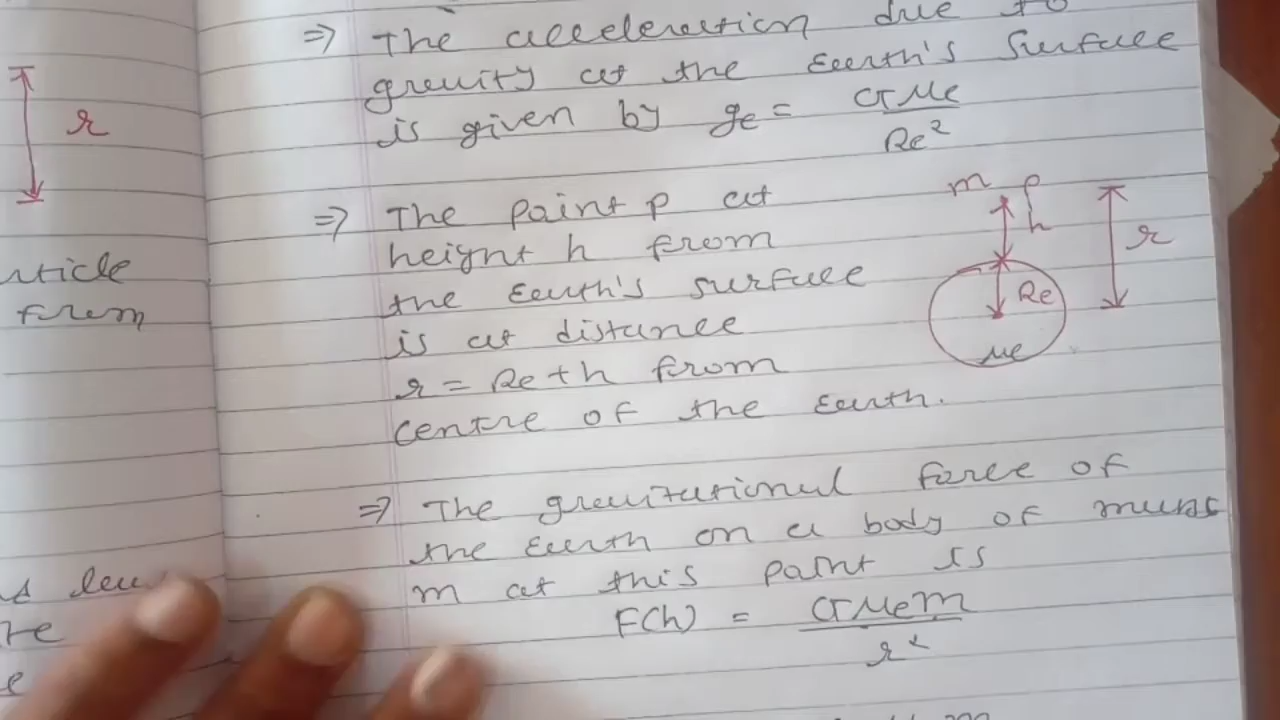 ⇒ The acceleration due to
gravity at the Earth's surface
is given by ge = GMe
Re²
r
⇒ The point p at
height h from
the Earth's surface
is at distance
r = Re + h from
centre of the Earth.
m p
h
r
Re
Me
rticle
from
⇒ The gravitational force of
the Earth on a body of mass
m at this point is
F(h) = GMem
r²